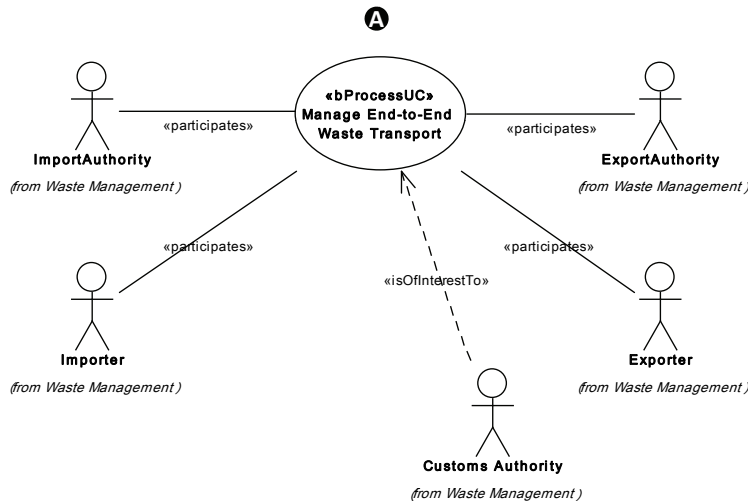 A
«bProcessUC»
Manage End-to-End
Waste Transport
«participates»
«participates»
ImportAuthority
(from Waste Management )
ExportAuthority
(from Waste Management )
«participates»
«participates»
«isOfInterestTo»
Importer
(from Waste Management )
Exporter
(from Waste Management )
Customs Authority
(from Waste Management )